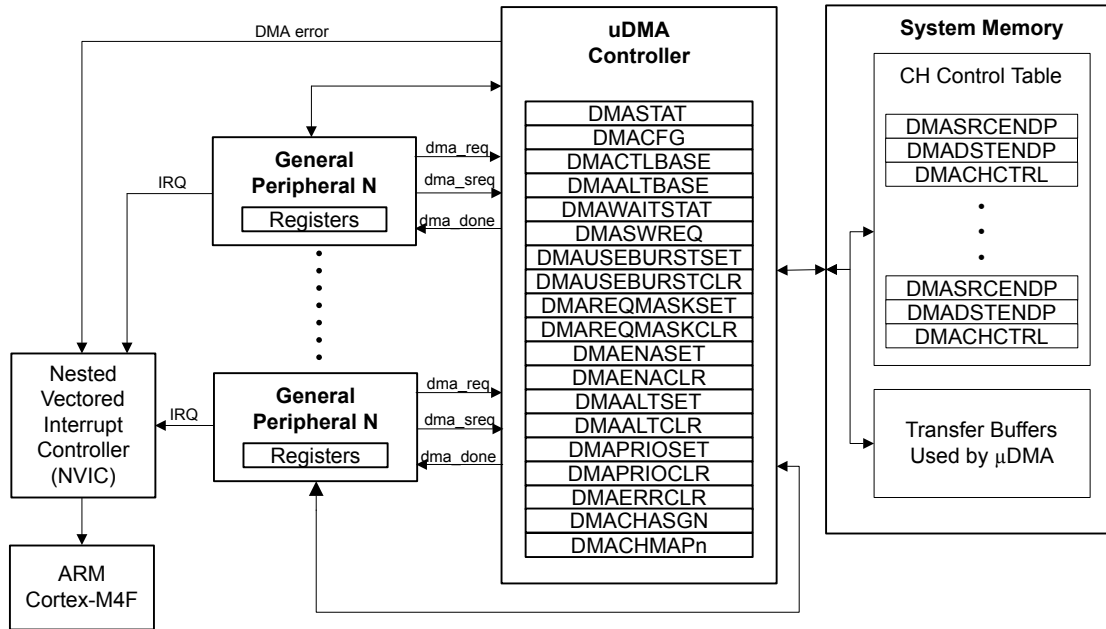 DMA error
uDMA
Controller
DMASTAT
DMACFG
DMACTLBASE
DMAALTBASE
DMAWAITSTAT
DMASWREQ
DMAUSEBURSTSET
DMAUSEBURSTCLR
DMAREQMASKSET
DMAREQMASKCLR
DMAENASET
DMAENACLR
DMAALTSET
DMAALTCLR
DMAPRIOSET
DMAPRIOCLR
DMAERRCLR
DMACHASGN
DMACHMAPn
General
Peripheral N
Registers
dma_req
dma_sreq
dma_done
IRQ
General
Peripheral N
Registers
dma_req
dma_sreq
dma_done
IRQ
Nested
Vectored
Interrupt
Controller
(NVIC)
ARM
Cortex-M4F
System Memory
CH Control Table
DMASRCENDP
DMADSTENDP
DMACHCTRL
DMASRCENDP
DMADSTENDP
DMACHCTRL
Transfer Buffers
Used by μDMA